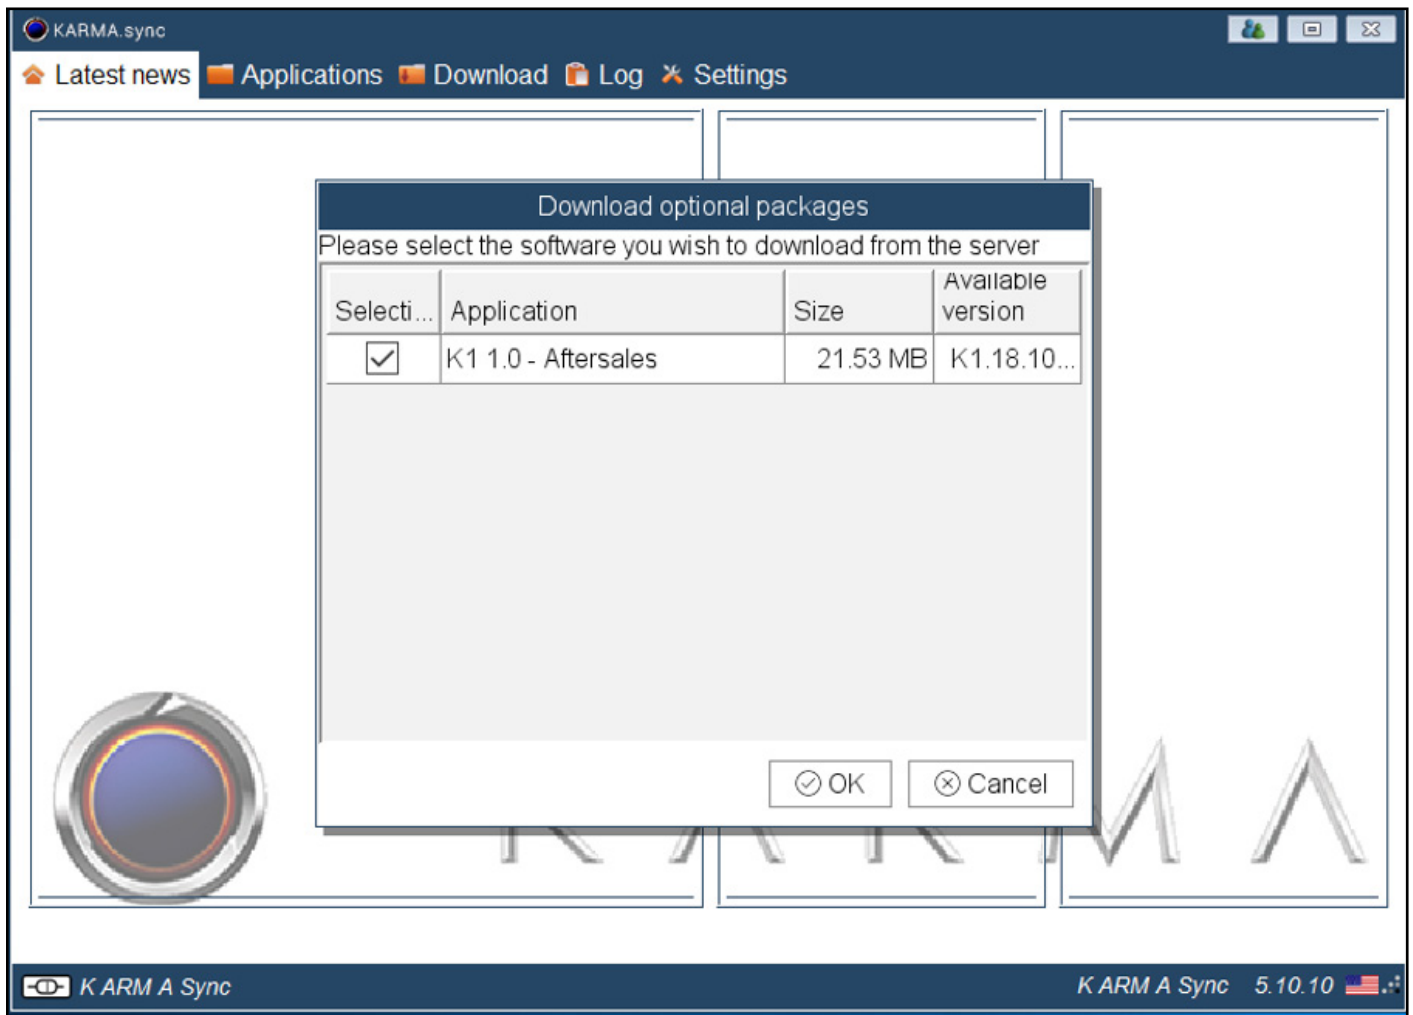 KARMA.sync
Latest news Applications Download Log Settings
Download optional packages
Please select the software you wish to download from the server
Selecti... Application Size Available version
K1 1.0 - Aftersales 21.53 MB K1.18.10...
OK Cancel
K ARM A Sync K ARM A Sync 5.10.10